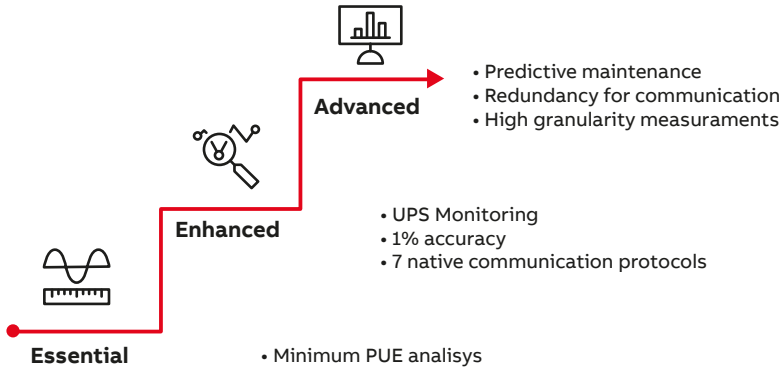 Advanced
• Predictive maintenance
• Redundancy for communication
• High granularity measuraments
Enhanced
• UPS Monitoring
• 1% accuracy
• 7 native communication protocols
Essential
• Minimum PUE analisys